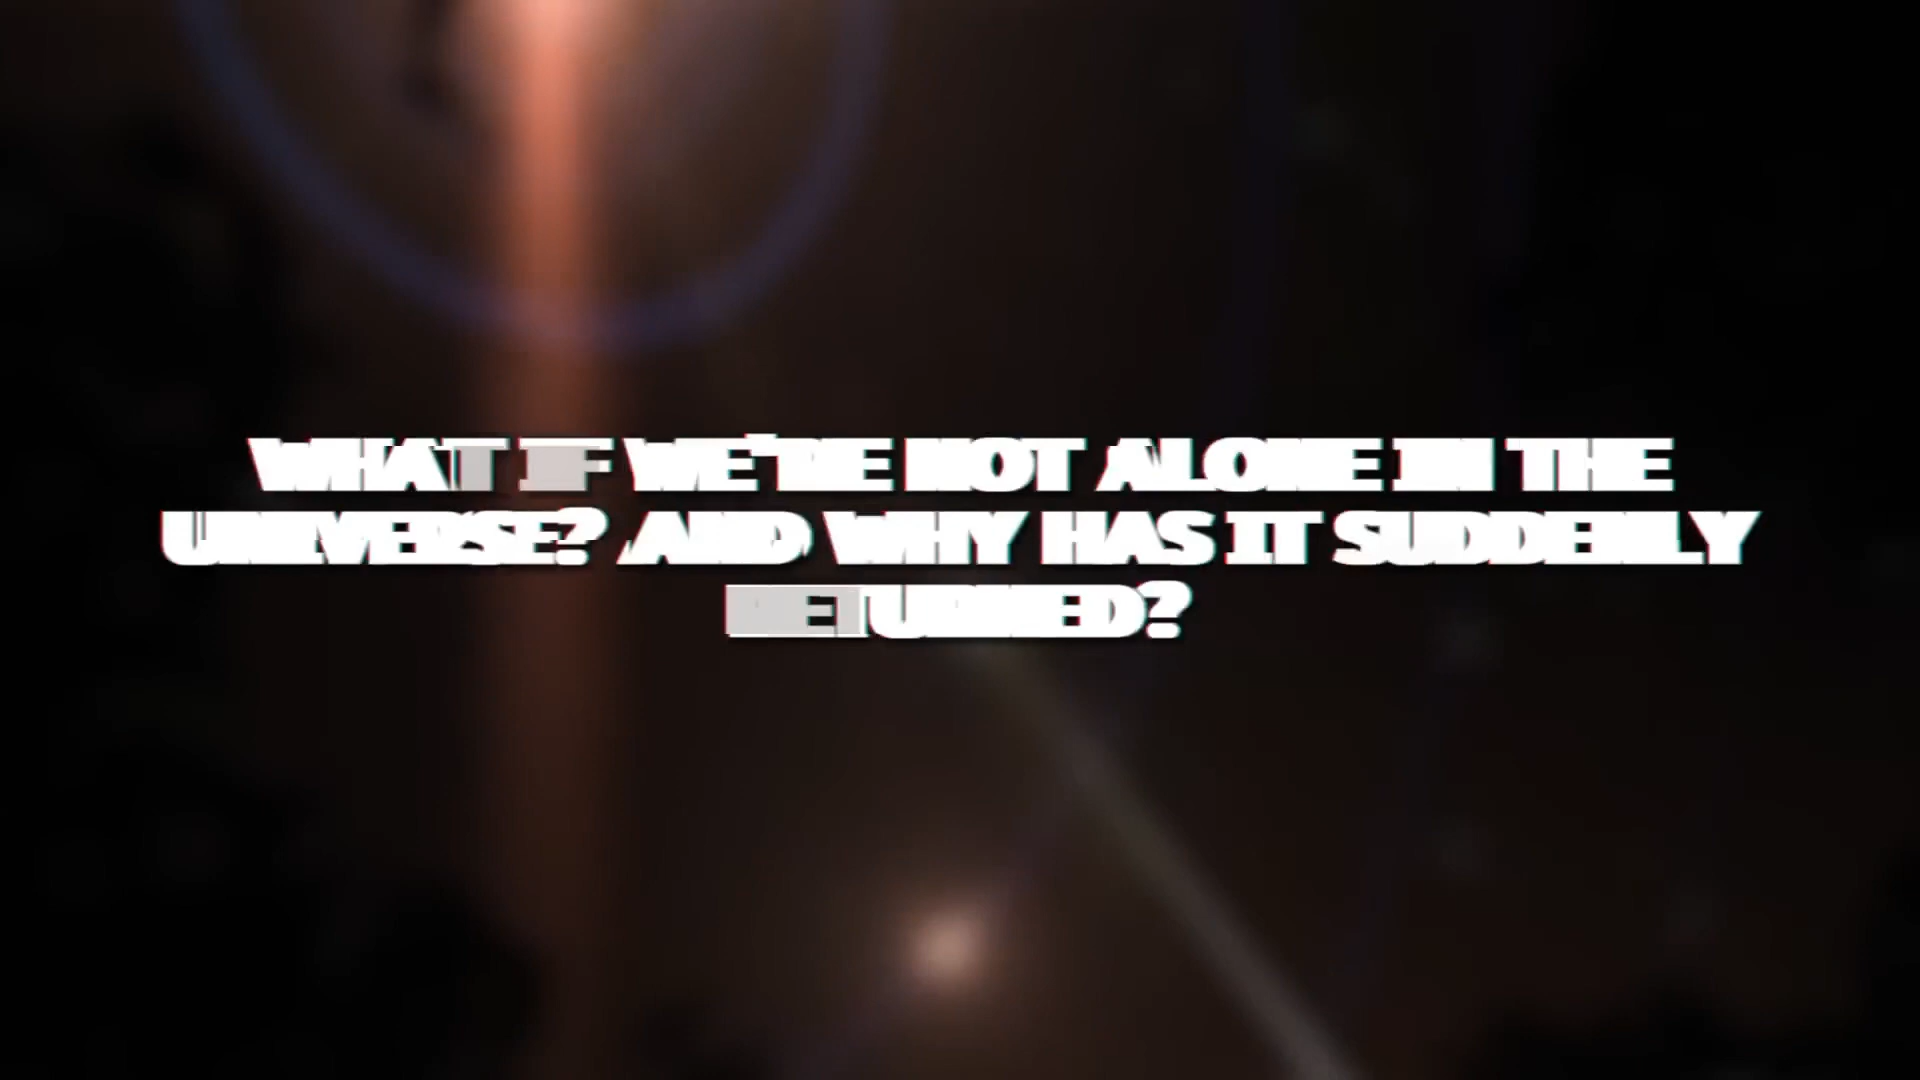 WHAT IF WE'RE NOT ALONE IN THE
UNIVERSE? AND WHY HAS IT SUDDENLY
RETURNED?